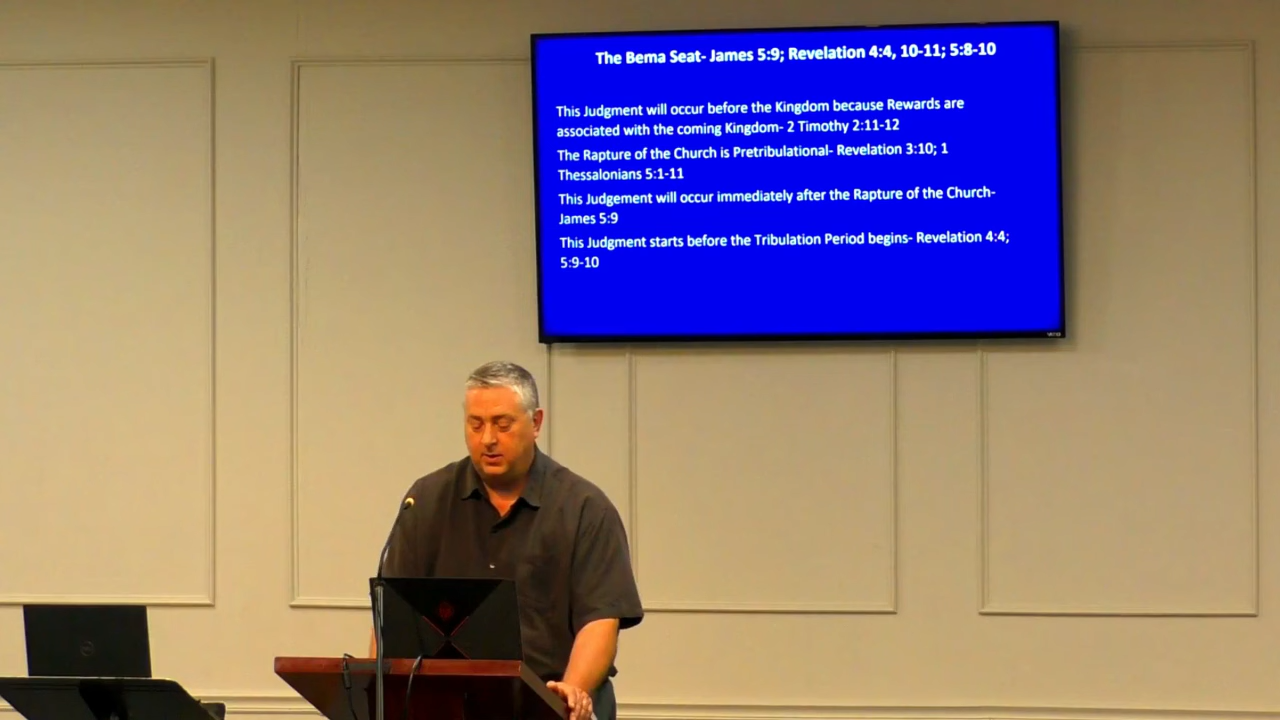 The Bema Seat- James 5:9; Revelation 4:4, 10-11; 5:8-10
This Judgment will occur before the Kingdom because Rewards are
associated with the coming Kingdom- 2 Timothy 2:11-12
The Rapture of the Church is Pretribulational- Revelation 3:10; 1
Thessalonians 5:1-11
This Judgement will occur immediately after the Rapture of the Church-
James 5:9
This Judgment starts before the Tribulation Period begins- Revelation 4:4;
5:9-10